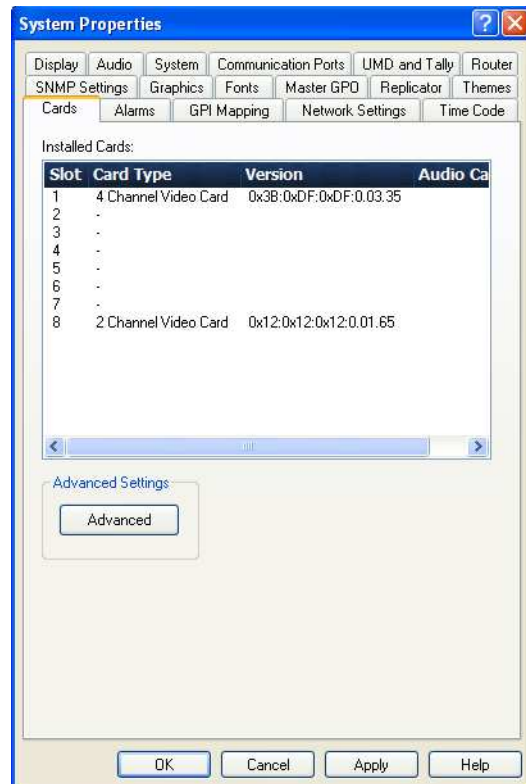 System Properties
Display Audio System Communication Ports UMD and Tally Router
SNMP Settings Graphics Fonts Master GPO Replicator Themes
Cards Alarms GPI Mapping Network Settings Time Code
Installed Cards:
Slot Card Type Version Audio Ca
1 4 Channel Video Card 0x3B:0xDF:0xDF:0.03.35
2 -
3 -
4 -
5 -
6 -
7 -
8 2 Channel Video Card 0x12:0x12:0x12:0.01.65
Advanced Settings
Advanced
OK Cancel Apply Help